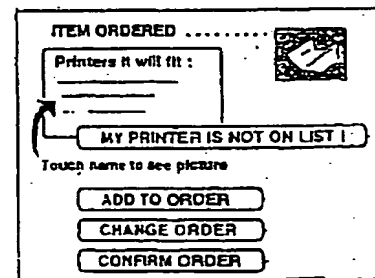 ITEM ORDERED ........
Printers it will fit :
MY PRINTER IS NOT ON LIST !
Touch name to see picture
ADD TO ORDER
CHANGE ORDER
CONFIRM ORDER